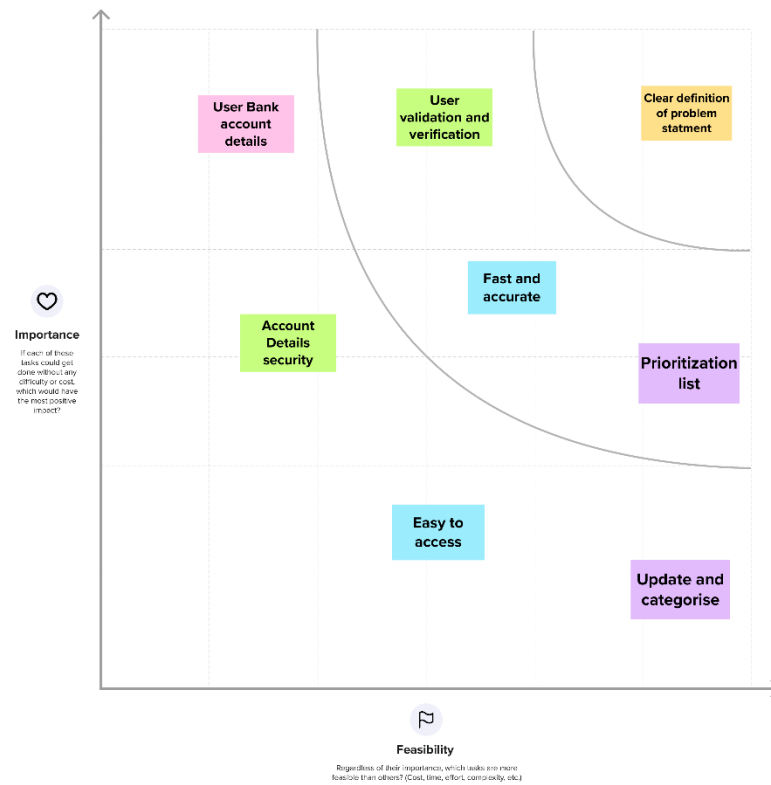 User Bank
account
details
User
validation and
verification
Clear definition
of problem
statment
Fast and
accurate
Account
Details
security
Prioritization
list
Importance
If each of these
tasks could get
done without any
difficulty or cost,
which would have
the most positive
impact?
Easy to
access
Update and
categorise
Feasibility
Regardless of their importance, which tasks are more
feasible than others? (Cost, time, effort, complexity, etc.)